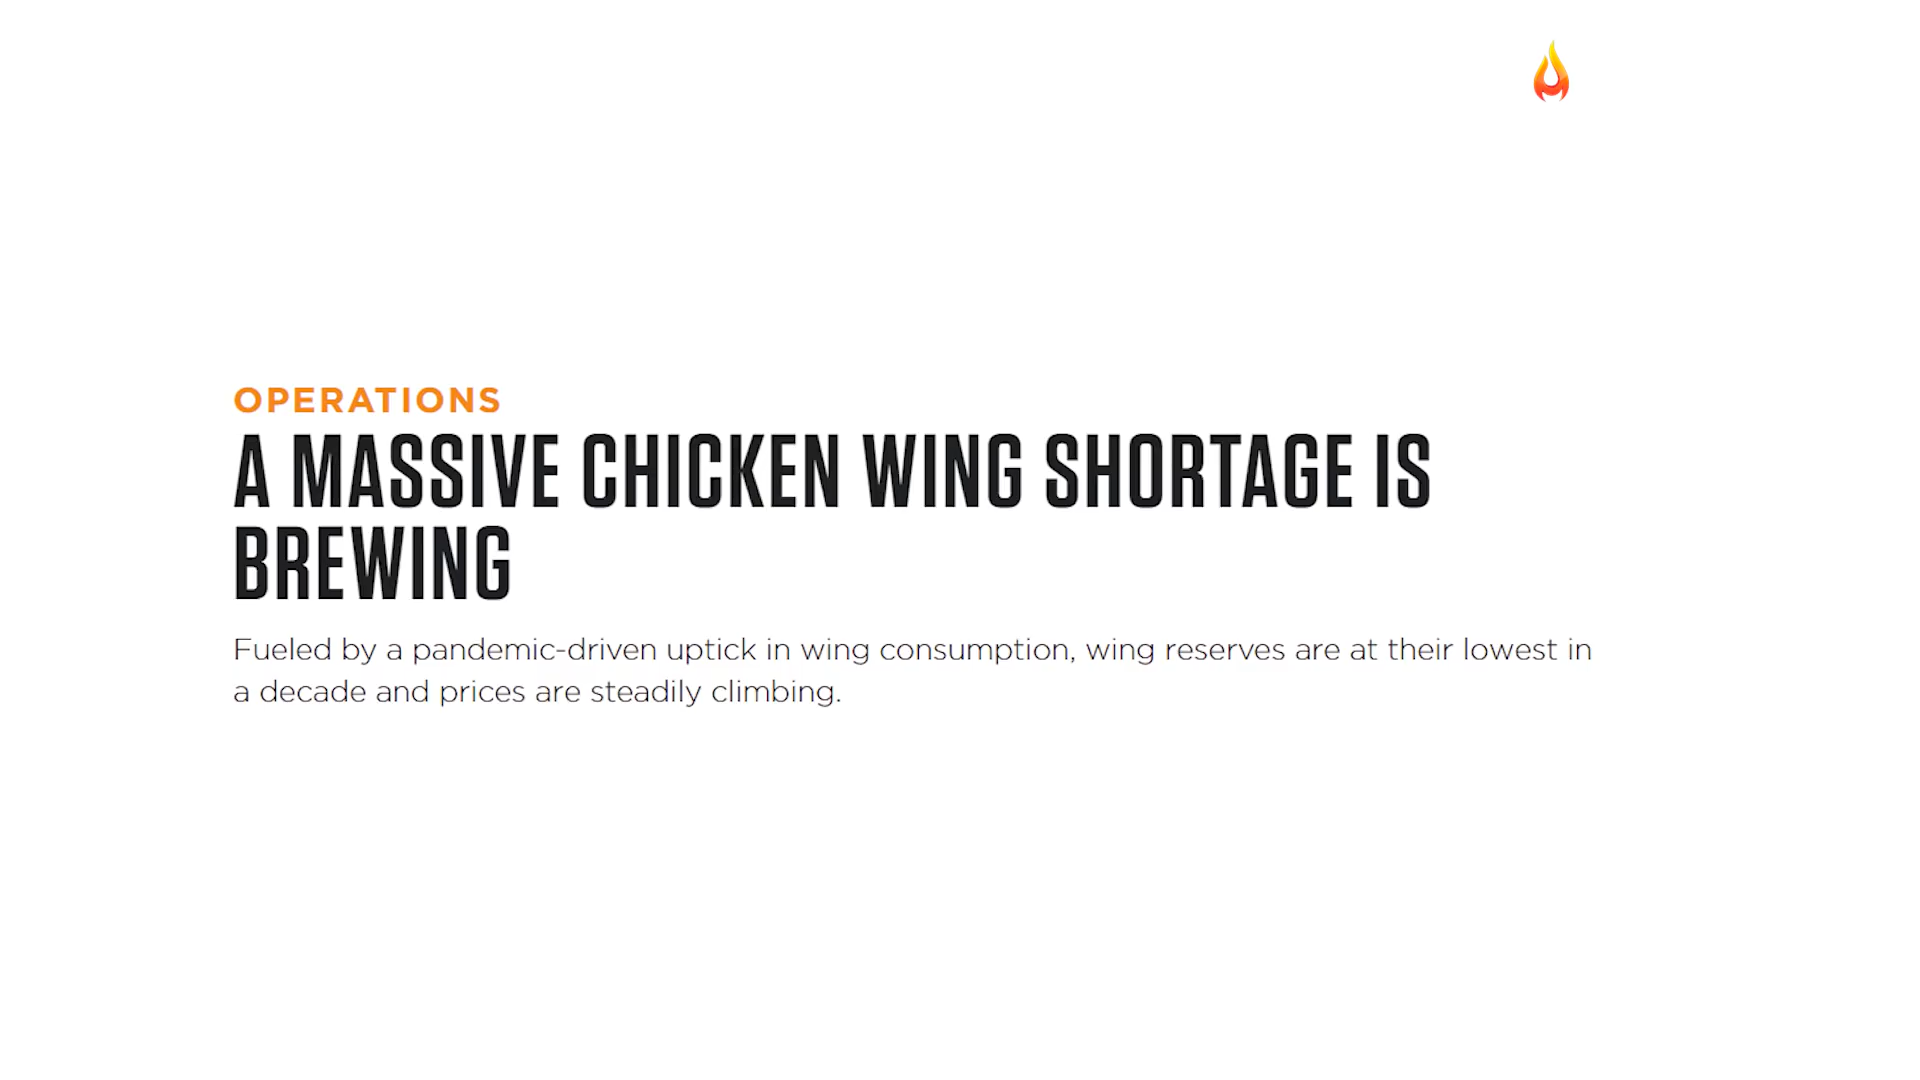 OPERATIONS
A MASSIVE CHICKEN WING SHORTAGE IS
BREWING
Fueled by a pandemic-driven uptick in wing consumption, wing reserves are at their lowest in
a decade and prices are steadily climbing.